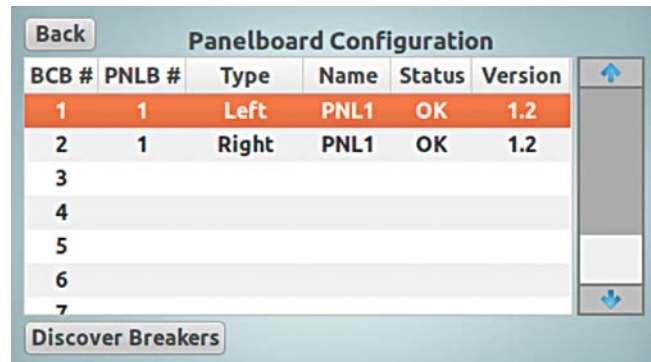 Back
Panelboard Configuration
BCB # PNLB # Type Name Status Version
1 1 Left PNL1 OK 1.2
2 1 Right PNL1 OK 1.2
3
4
5
6
7
Discover Breakers